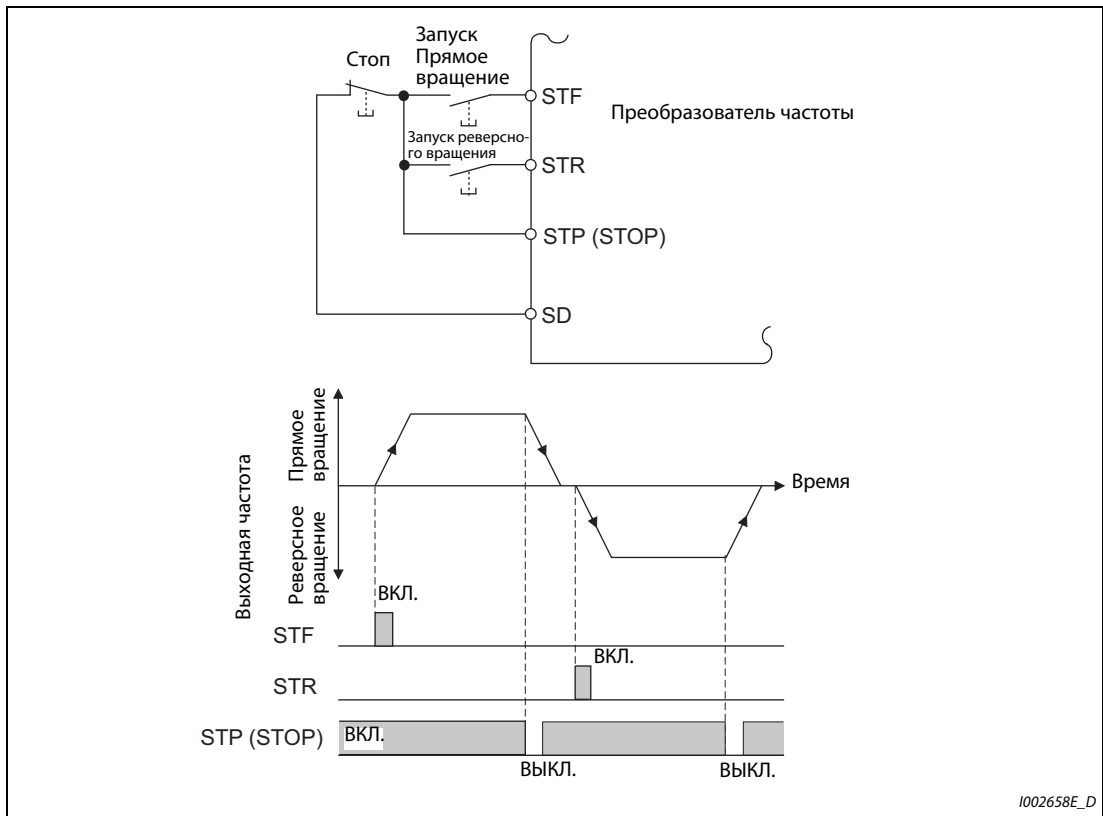 Запуск
Прямое
вращение
Стоп
STF
Преобразователь частоты
Запуск реверсно-
го вращения
STR
STP (STOP)
SD
Выходная частота
Прямое
вращение
Реверсное
вращение
Время
ВКЛ.
STF
ВКЛ.
STR
STP (STOP)
ВКЛ.
ВЫКЛ.
ВЫКЛ.
I002658E_D